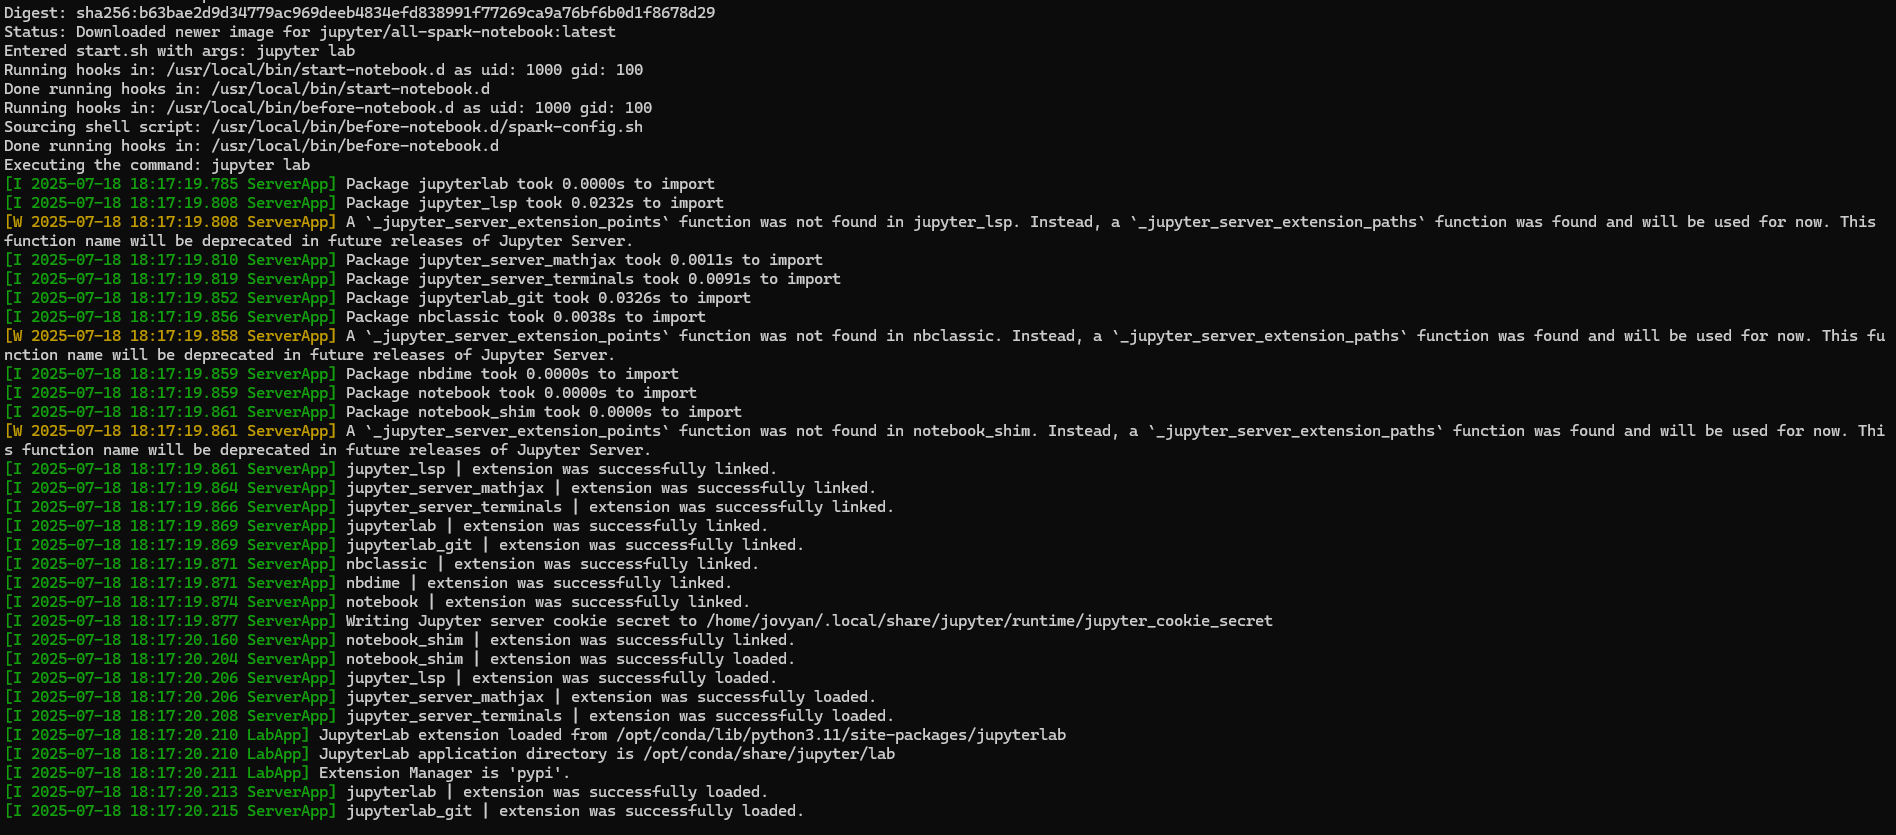 Digest: sha256:b63bae2d9d34779ac969deeb4834efd838991f77269ca9a76bf6b0d1f8678d29
Status: Downloaded newer image for jupyter/all-spark-notebook:latest
Entered start.sh with args: jupyter lab
Running hooks in: /usr/local/bin/start-notebook.d as uid: 1000 gid: 100
Done running hooks in: /usr/local/bin/start-notebook.d
Running hooks in: /usr/local/bin/before-notebook.d as uid: 1000 gid: 100
Sourcing shell script: /usr/local/bin/before-notebook.d/spark-config.sh
Done running hooks in: /usr/local/bin/before-notebook.d
Executing the command: jupyter lab
[I 2025-07-18 18:17:19.785 ServerApp] Package jupyterlab took 0.0000s to import
[I 2025-07-18 18:17:19.808 ServerApp] Package jupyter_lsp took 0.0232s to import
[W 2025-07-18 18:17:19.808 ServerApp] A `_jupyter_server_extension_points` function was not found in jupyter_lsp. Instead, a `_jupyter_server_extension_paths` function was found and will be used for now. This
function name will be deprecated in future releases of Jupyter Server.
[I 2025-07-18 18:17:19.810 ServerApp] Package jupyter_server_mathjax took 0.0011s to import
[I 2025-07-18 18:17:19.819 ServerApp] Package jupyter_server_terminals took 0.0091s to import
[I 2025-07-18 18:17:19.852 ServerApp] Package jupyterlab_git took 0.0326s to import
[I 2025-07-18 18:17:19.856 ServerApp] Package nbclassic took 0.0038s to import
[W 2025-07-18 18:17:19.858 ServerApp] A `_jupyter_server_extension_points` function was not found in nbclassic. Instead, a `_jupyter_server_extension_paths` function was found and will be used for now. This fu
nction name will be deprecated in future releases of Jupyter Server.
[I 2025-07-18 18:17:19.859 ServerApp] Package nbdime took 0.0000s to import
[I 2025-07-18 18:17:19.859 ServerApp] Package notebook took 0.0000s to import
[I 2025-07-18 18:17:19.861 ServerApp] Package notebook_shim took 0.0000s to import
[W 2025-07-18 18:17:19.861 ServerApp] A `_jupyter_server_extension_points` function was not found in notebook_shim. Instead, a `_jupyter_server_extension_paths` function was found and will be used for now. Thi
s function name will be deprecated in future releases of Jupyter Server.
[I 2025-07-18 18:17:19.861 ServerApp] jupyter_lsp | extension was successfully linked.
[I 2025-07-18 18:17:19.864 ServerApp] jupyter_server_mathjax | extension was successfully linked.
[I 2025-07-18 18:17:19.866 ServerApp] jupyter_server_terminals | extension was successfully linked.
[I 2025-07-18 18:17:19.869 ServerApp] jupyterlab | extension was successfully linked.
[I 2025-07-18 18:17:19.869 ServerApp] jupyterlab_git | extension was successfully linked.
[I 2025-07-18 18:17:19.871 ServerApp] nbclassic | extension was successfully linked.
[I 2025-07-18 18:17:19.871 ServerApp] nbdime | extension was successfully linked.
[I 2025-07-18 18:17:19.874 ServerApp] notebook | extension was successfully linked.
[I 2025-07-18 18:17:19.877 ServerApp] Writing Jupyter server cookie secret to /home/jovyan/.local/share/jupyter/runtime/jupyter_cookie_secret
[I 2025-07-18 18:17:20.160 ServerApp] notebook_shim | extension was successfully linked.
[I 2025-07-18 18:17:20.204 ServerApp] notebook_shim | extension was successfully loaded.
[I 2025-07-18 18:17:20.206 ServerApp] jupyter_lsp | extension was successfully loaded.
[I 2025-07-18 18:17:20.206 ServerApp] jupyter_server_mathjax | extension was successfully loaded.
[I 2025-07-18 18:17:20.208 ServerApp] jupyter_server_terminals | extension was successfully loaded.
[I 2025-07-18 18:17:20.210 LabApp] JupyterLab extension loaded from /opt/conda/lib/python3.11/site-packages/jupyterlab
[I 2025-07-18 18:17:20.210 LabApp] JupyterLab application directory is /opt/conda/share/jupyter/lab
[I 2025-07-18 18:17:20.211 LabApp] Extension Manager is 'pypi'.
[I 2025-07-18 18:17:20.213 ServerApp] jupyterlab | extension was successfully loaded.
[I 2025-07-18 18:17:20.215 ServerApp] jupyterlab_git | extension was successfully loaded.